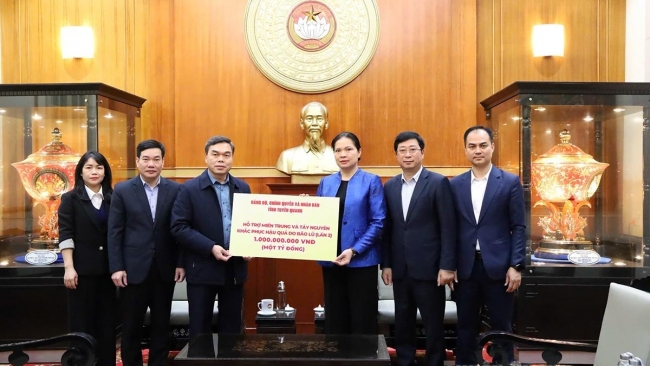 ĐẢNG BỘ, CHÍNH QUYỀN VÀ NHÂN DÂN
TỈNH TUYÊN QUANG
HỖ TRỢ MIỀN TRUNG VÀ TÂY NGUYÊN
KHẮC PHỤC HẬU QUẢ DO BÃO LŨ (LẦN 2)
1.000.000.000 VNĐ
(MỘT TỶ ĐỒNG)